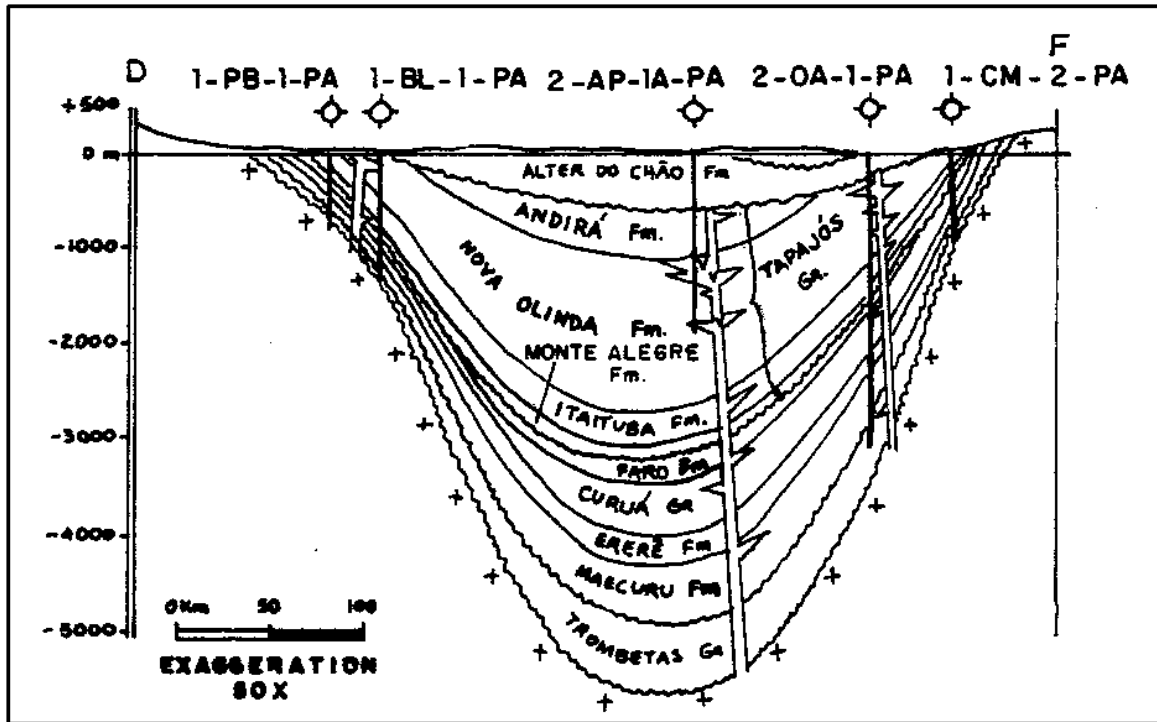 D
F
1-PB-1-PA
1-BL-1-PA
2-AP-1A-PA
2-OA-1-PA
1-CM-2-PA
+500
0 m
-1000
-2000
-3000
-4000
-5000
ALTER DO CHÃO Fm
ANDIRÁ Fm.
NOVA OLINDA Fm.
TAPAJÓS
GR.
MONTE ALEGRE
Fm.
ITAITUBA Fm.
FARO Fm
CURUÁ GR
ERERÊ Fm
MAECURU Fm
TROMBETAS GR
0 Km 50 100
EXAGGERATION
50 X